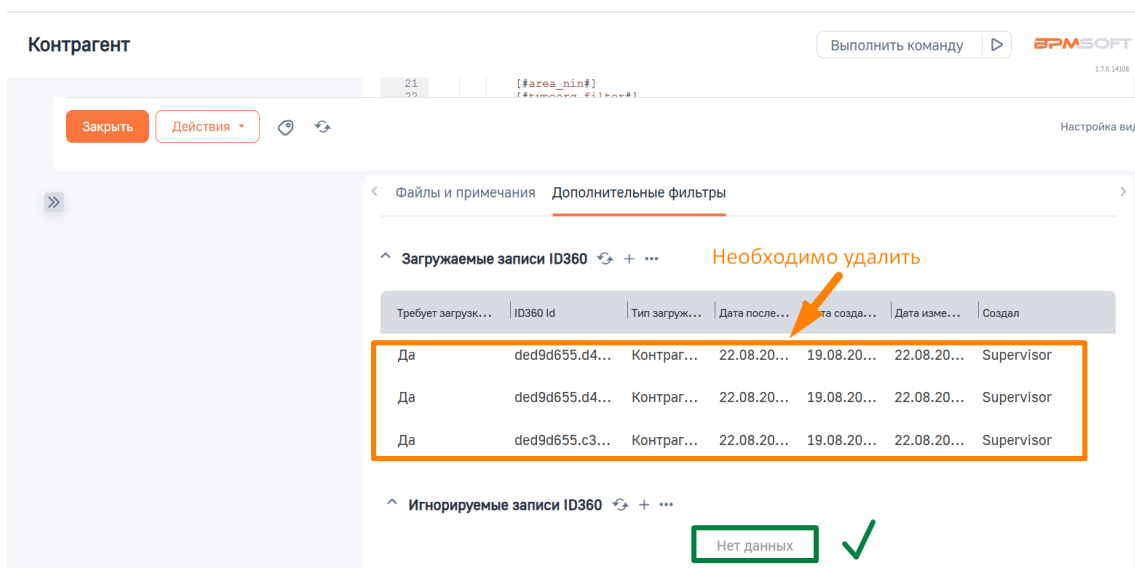 Контрагент
Выполнить команду
BPMSOFT
1.7.0.14106
21 [#area_nin#]
22 [#typeorg_filter#]
Закрыть Действия Настройка вид
Файлы и примечания Дополнительные фильтры
Загружаемые записи ID360 Необходимо удалить
Требует загрузк... ID360 Id Тип загруж... Дата после... Дата созда... Дата изме... Создал
Да ded9d655.d4... Контраг... 22.08.20... 19.08.20... 22.08.20... Supervisor
Да ded9d655.d4... Контраг... 22.08.20... 19.08.20... 22.08.20... Supervisor
Да ded9d655.c3... Контраг... 22.08.20... 19.08.20... 22.08.20... Supervisor
Игнорируемые записи ID360
Нет данных